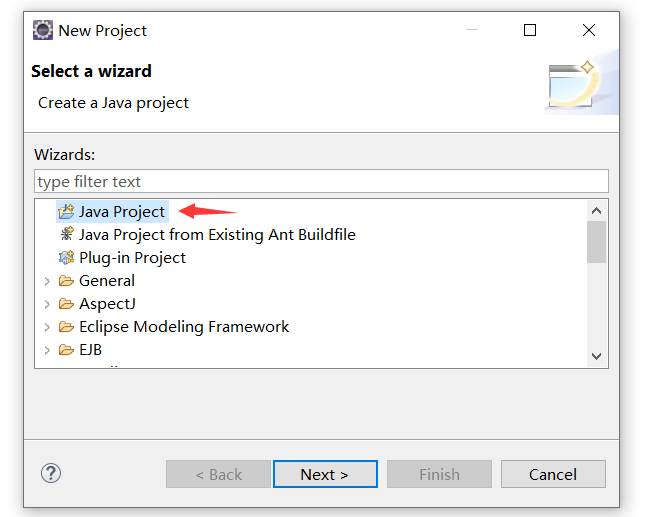 New Project
Select a wizard
Create a Java project
Wizards:
type filter text
Java Project
Java Project from Existing Ant Buildfile
Plug-in Project
General
AspectJ
Eclipse Modeling Framework
EJB
?
< Back
Next >
Finish
Cancel